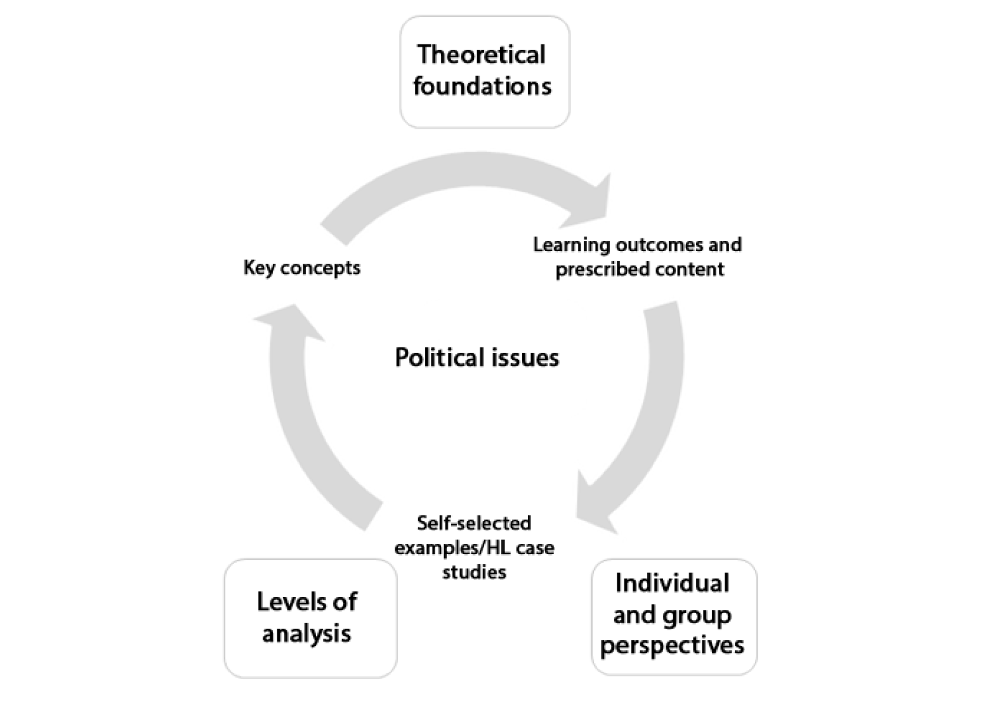 Theoretical
foundations
Learning outcomes and
prescribed content
Key concepts
Political issues
Self-selected
examples/HL case
studies
Levels of
analysis
Individual
and group
perspectives